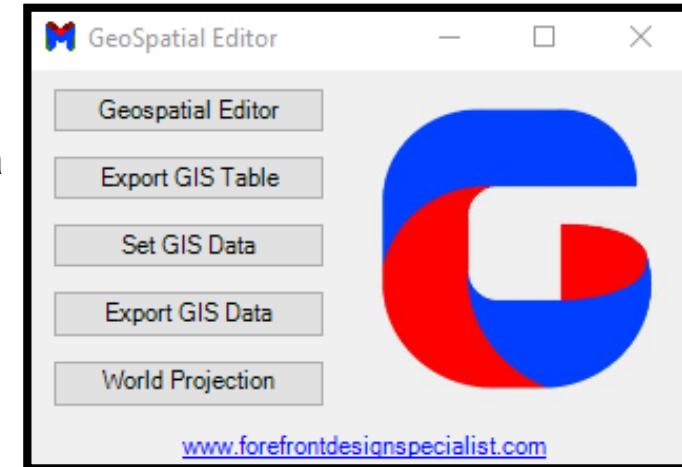 GeoSpatial Editor
Geospatial Editor
Export GIS Table
Set GIS Data
Export GIS Data
World Projection
www.forefrontdesignspecialist.com